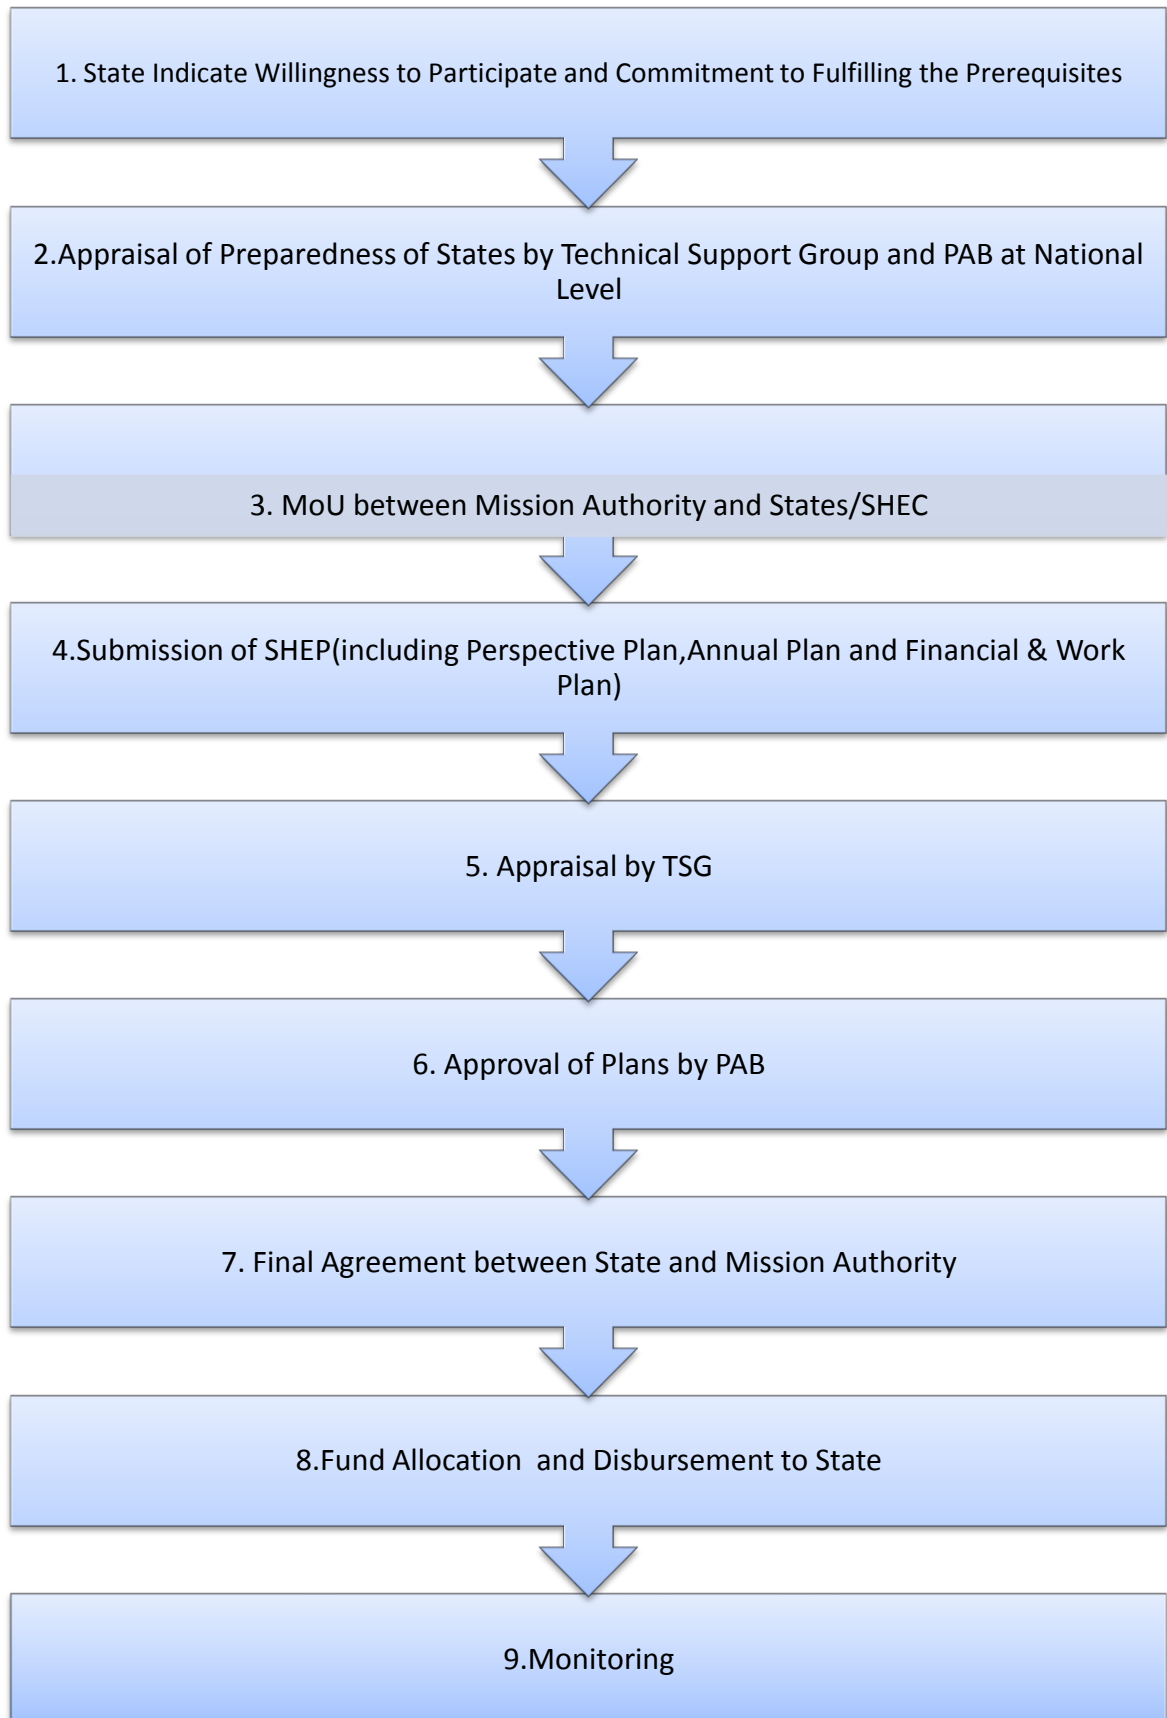 1. State Indicate Willingness to Participate and Commitment to Fulfilling the Prerequisites
2.Appraisal of Preparedness of States by Technical Support Group and PAB at National
Level
3. MoU between Mission Authority and States/SHEC
4.Submission of SHEP(including Perspective Plan,Annual Plan and Financial & Work
Plan)
5. Appraisal by TSG
6. Approval of Plans by PAB
7. Final Agreement between State and Mission Authority
8.Fund Allocation  and Disbursement to State
9.Monitoring